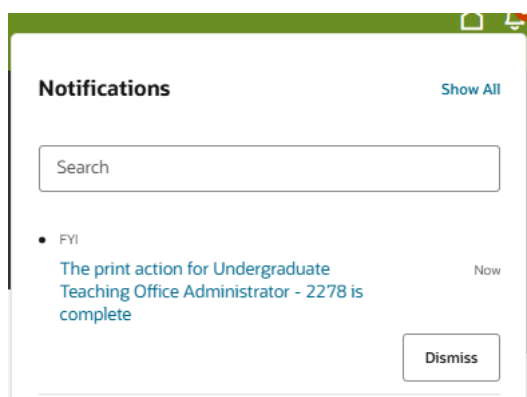 Notifications
Show All
Search
FYI
The print action for Undergraduate
Now
Teaching Office Administrator - 2278 is
complete
Dismiss